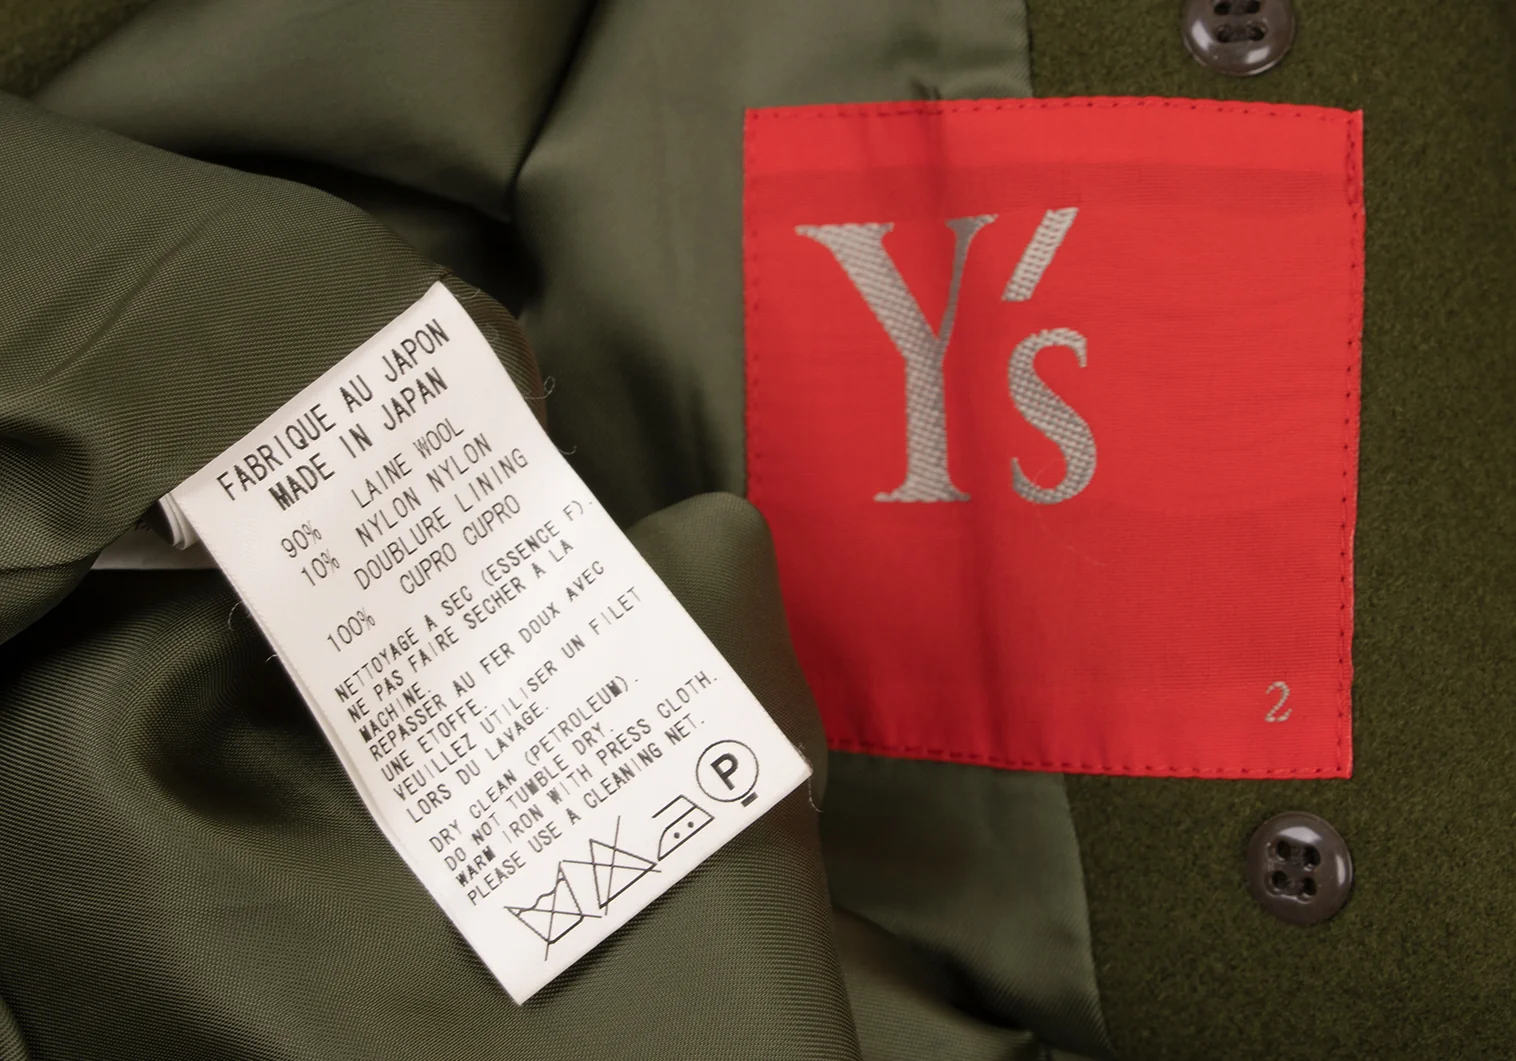 FABRIQUE AU JAPON
MADE IN JAPAN
90% LAINE WOOL
10% NYLON NYLON
DOUBLURE LINING
100% CUPRO CUPRO
NETTOYAGE A SEC (ESSENCE F).
NE PAS FAIRE SECHER A LA
MACHINE.
REPASSER AU FER DOUX AVEC
UNE ETOFFE.
VEUILLEZ UTILISER UN FILET
LORS DU LAVAGE.
DRY CLEAN (PETROLEUM).
DO NOT TUMBLE DRY.
WARM IRON WITH PRESS CLOTH.
PLEASE USE A CLEANING NET.
P
Y's
2